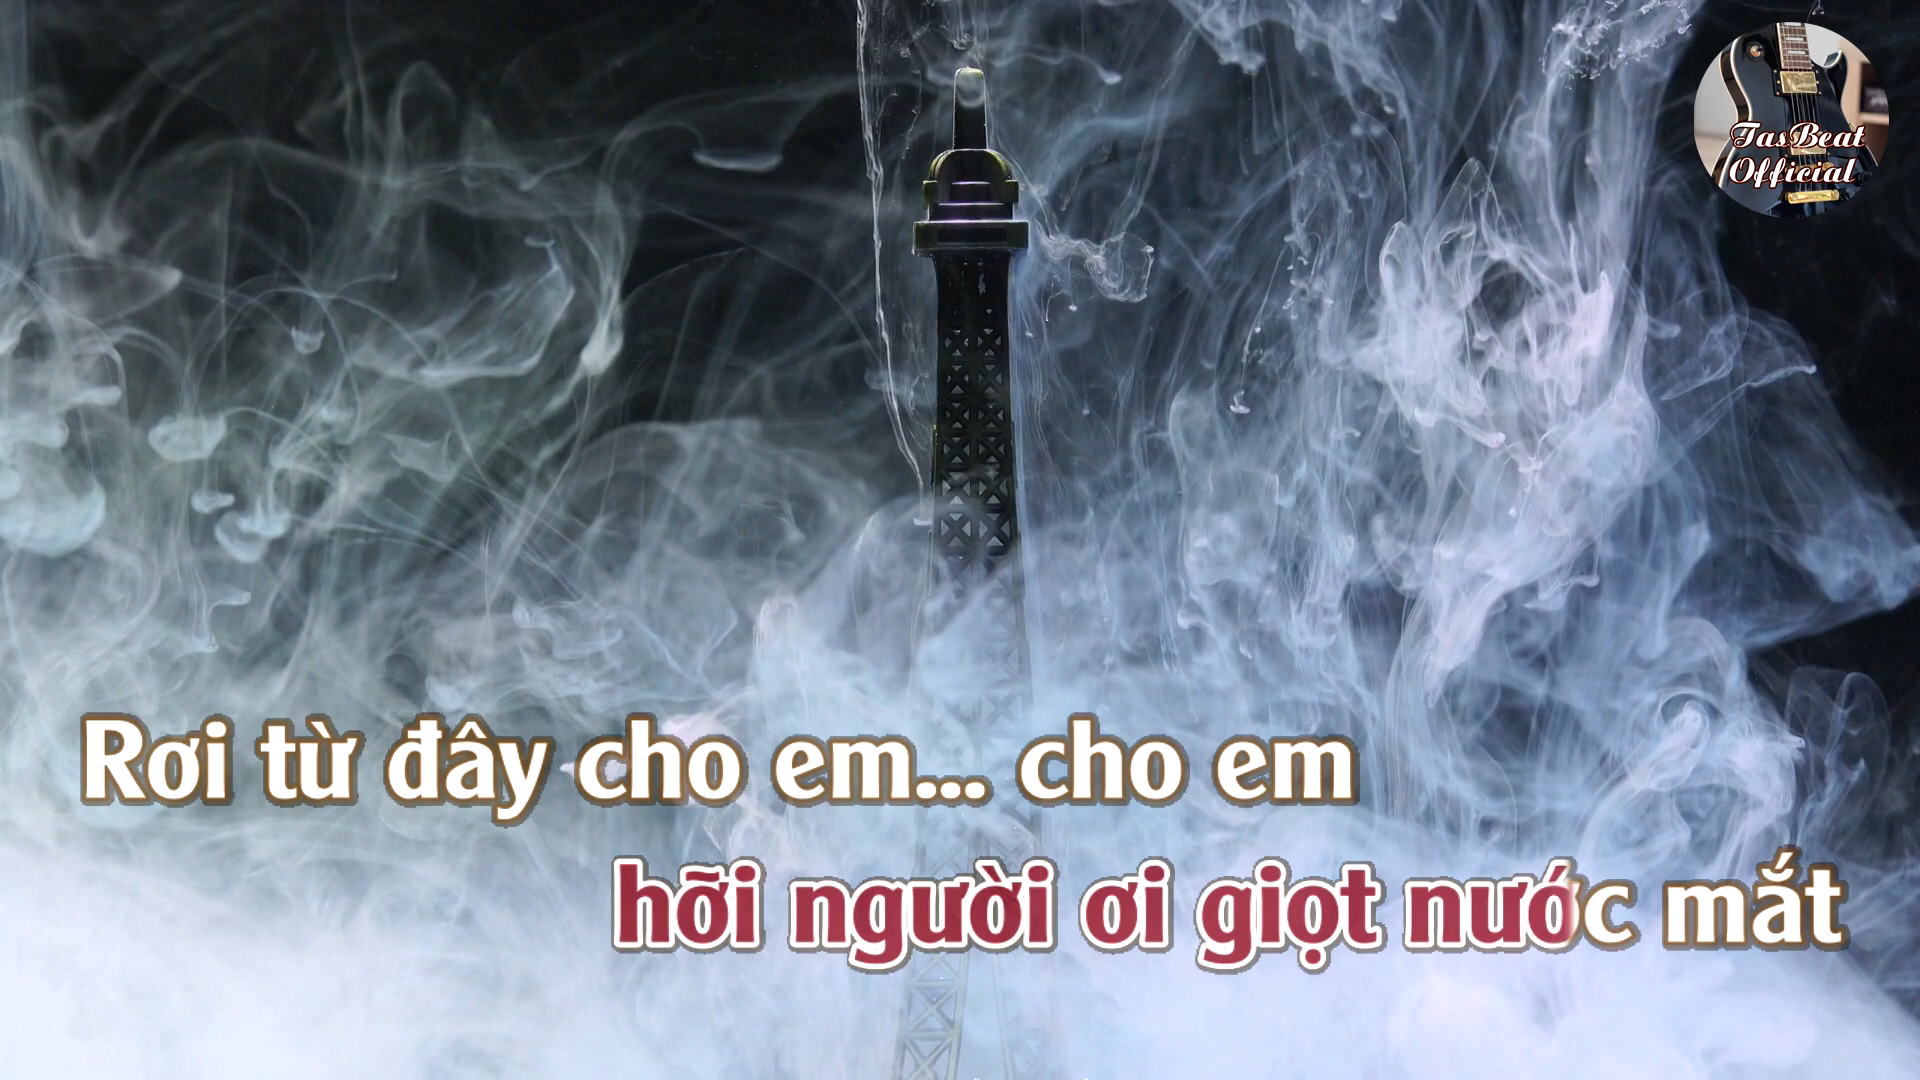 TasBeat
Official
Rơi từ đây cho em... cho em
hỡi người ơi giọt nước mắt